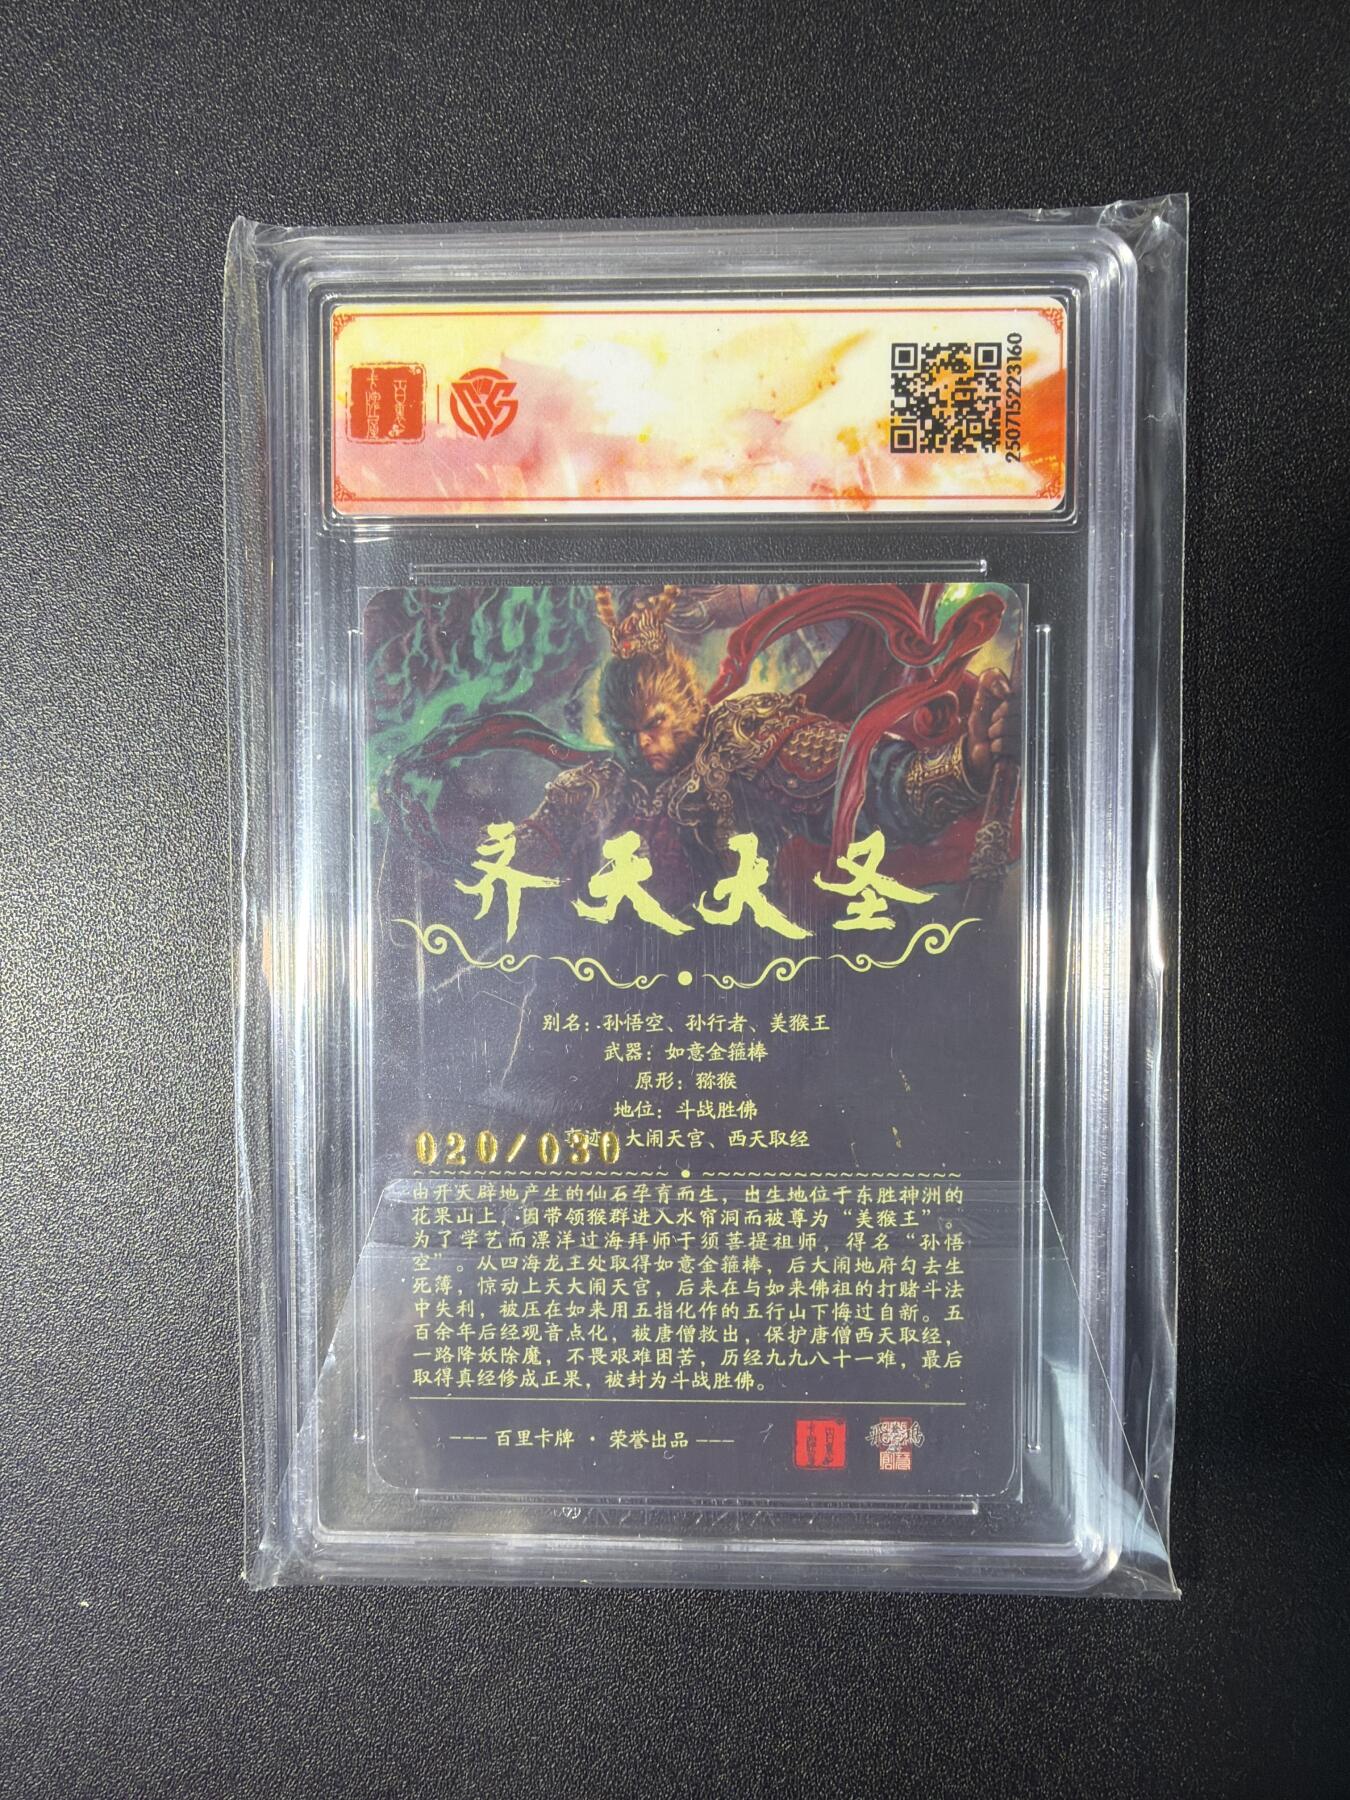 百里
卡牌屋
250715223160
齐天大圣
别名：孙悟空、孙行者、美猴王
武器：如意金箍棒
原形：猕猴
地位：斗战胜佛
大闹天宫、西天取经
020/030
由开天辟地产生的仙石孕育而生，出生地位于东胜神洲的
花果山上，因带领猴群进入水帘洞而被尊为“美猴王”。
为了学艺而漂洋过海拜师于须菩提祖师，得名“孙悟
空”。从四海龙王处取得如意金箍棒，后大闹地府勾去生
死薄，惊动上天大闹天宫，后来在与如来佛祖的打赌斗法
中失利，被压在如来用五指化作的五行山下悔过自新。五
百余年后经观音点化，被唐僧救出，保护唐僧西天取经，
一路降妖除魔，不畏艰难困苦，历经九九八十一难，最后
取得真经修成正果，被封为斗战胜佛。
--- 百里卡牌 · 荣誉出品 ---